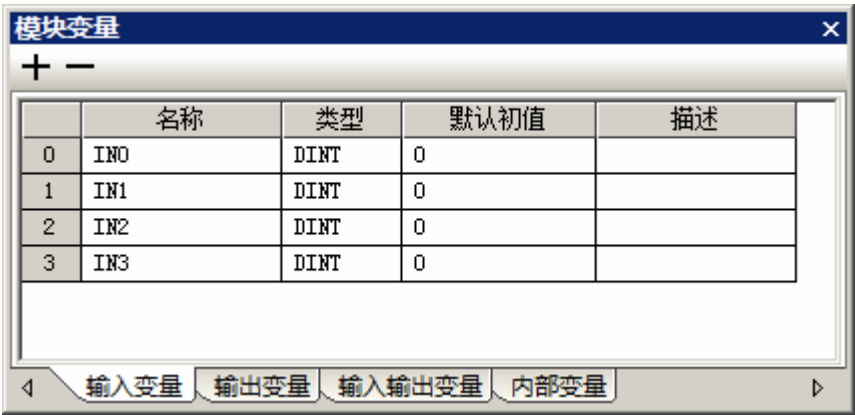 模块变量
名称 类型 默认初值 描述
0 IN0 DINT 0
1 IN1 DINT 0
2 IN2 DINT 0
3 IN3 DINT 0
输入变量 输出变量 输入输出变量 内部变量